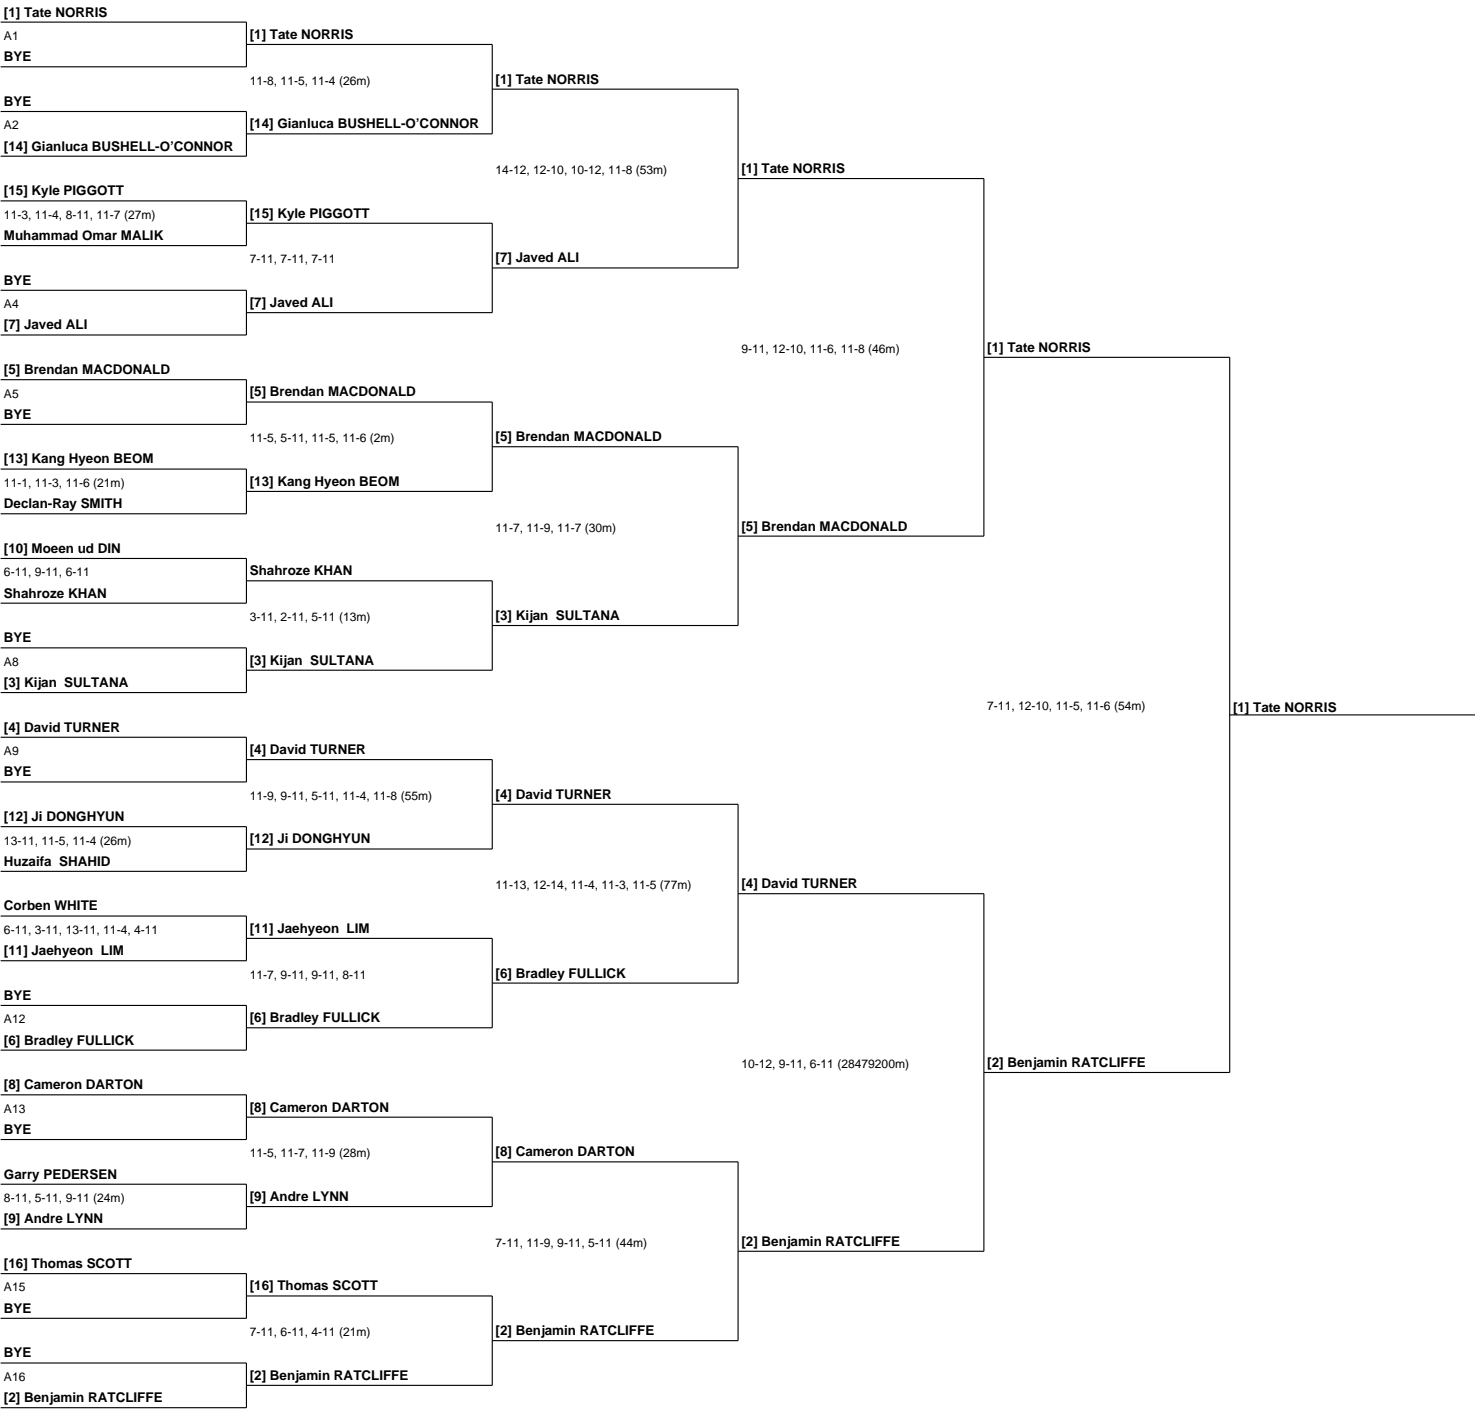 [1] Tate NORRIS
A1
BYE
BYE
A2
[14] Gianluca BUSHELL-O’CONNOR
[15] Kyle PIGGOTT
11-3, 11-4, 8-11, 11-7 (27m)
Muhammad Omar MALIK
BYE
A4
[7] Javed ALI
[5] Brendan MACDONALD
A5
BYE
[13] Kang Hyeon BEOM
11-1, 11-3, 11-6 (21m)
Declan-Ray SMITH
[10] Moeen ud DIN
6-11, 9-11, 6-11
Shahroze KHAN
BYE
A8
[3] Kijan  SULTANA
[4] David TURNER
A9
BYE
[12] Ji DONGHYUN
13-11, 11-5, 11-4 (26m)
Huzaifa  SHAHID
Corben WHITE
6-11, 3-11, 13-11, 11-4, 4-11
[11] Jaehyeon  LIM
BYE
A12
[6] Bradley FULLICK
[8] Cameron DARTON
A13
BYE
Garry PEDERSEN
8-11, 5-11, 9-11 (24m)
[9] Andre LYNN
[16] Thomas SCOTT
A15
BYE
BYE
A16
[2] Benjamin RATCLIFFE
[1] Tate NORRIS
11-8, 11-5, 11-4 (26m)
[14] Gianluca BUSHELL-O’CONNOR
[15] Kyle PIGGOTT
7-11, 7-11, 7-11
[7] Javed ALI
[5] Brendan MACDONALD
11-5, 5-11, 11-5, 11-6 (2m)
[13] Kang Hyeon BEOM
Shahroze KHAN
3-11, 2-11, 5-11 (13m)
[3] Kijan  SULTANA
[4] David TURNER
11-9, 9-11, 5-11, 11-4, 11-8 (55m)
[12] Ji DONGHYUN
[11] Jaehyeon  LIM
11-7, 9-11, 9-11, 8-11
[6] Bradley FULLICK
[8] Cameron DARTON
11-5, 11-7, 11-9 (28m)
[9] Andre LYNN
[16] Thomas SCOTT
7-11, 6-11, 4-11 (21m)
[2] Benjamin RATCLIFFE
[1] Tate NORRIS
14-12, 12-10, 10-12, 11-8 (53m)
[7] Javed ALI
[5] Brendan MACDONALD
11-7, 11-9, 11-7 (30m)
[3] Kijan  SULTANA
[4] David TURNER
11-13, 12-14, 11-4, 11-3, 11-5 (77m)
[6] Bradley FULLICK
[8] Cameron DARTON
7-11, 11-9, 9-11, 5-11 (44m)
[2] Benjamin RATCLIFFE
[1] Tate NORRIS
9-11, 12-10, 11-6, 11-8 (46m)
[5] Brendan MACDONALD
[4] David TURNER
10-12, 9-11, 6-11 (28479200m)
[2] Benjamin RATCLIFFE
[1] Tate NORRIS
7-11, 12-10, 11-5, 11-6 (54m)
[2] Benjamin RATCLIFFE
[1] Tate NORRIS